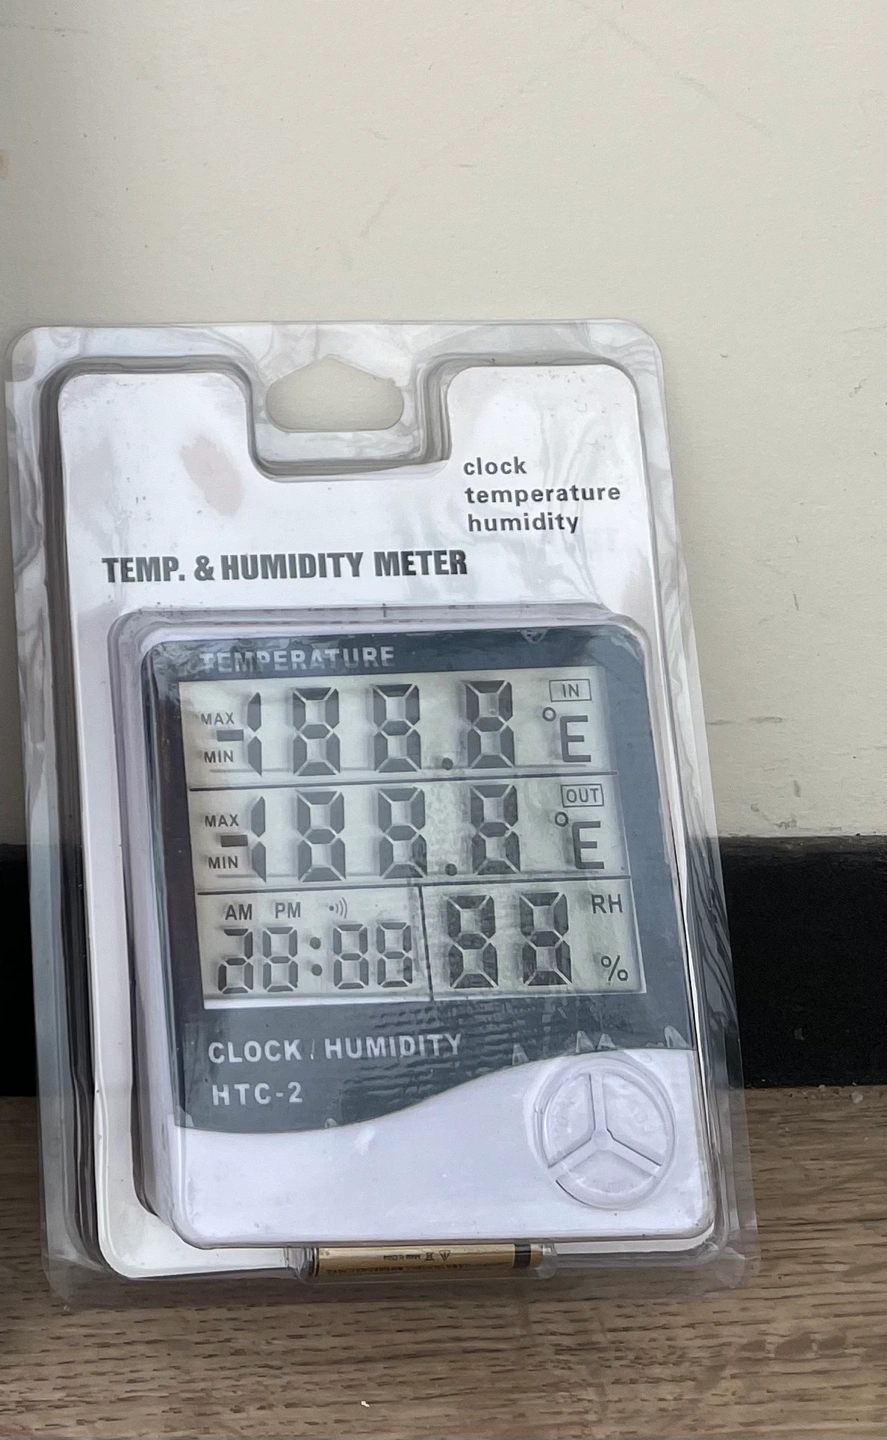 clock
temperature
humidity
TEMP. & HUMIDITY METER
TEMPERATURE
IN
MAX
-188.8 °E
MIN
OUT
MAX
-188.8 °E
MIN
AM PM
RH
28:88
88
%
CLOCK / HUMIDITY
HTC-2